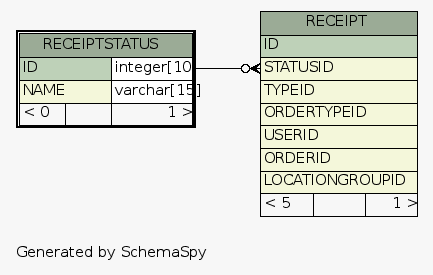 RECEIPTSTATUS
ID integer[10
NAME varchar[15]
< 0 1 >
RECEIPT
ID
STATUSID
TYPEID
ORDERTYPEID
USERID
ORDERID
LOCATIONGROUPID
< 5 1 >
Generated by SchemaSpy